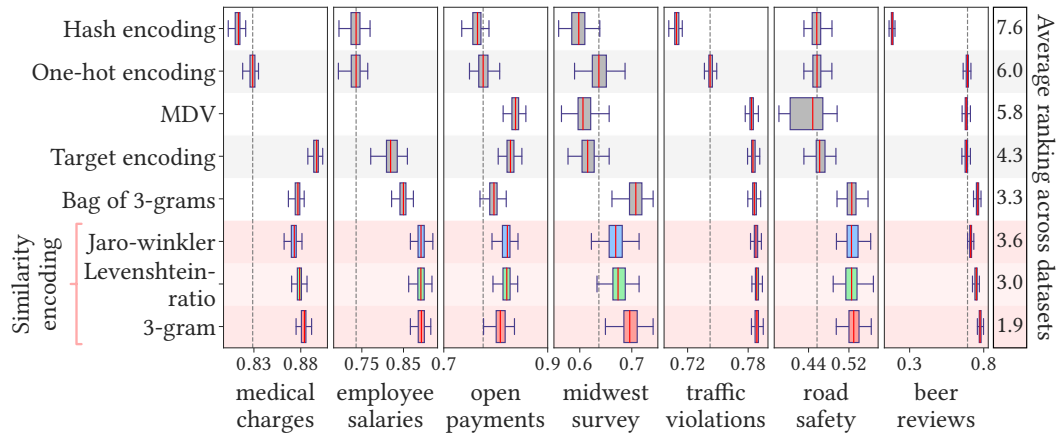 Hash encoding
7.6
One-hot encoding
6.0
MDV
5.8
Target encoding
4.3
Bag of 3-grams
3.3
Similarity
encoding
Jaro-winkler
3.6
Levenshtein-
ratio
3.0
3-gram
1.9
Average ranking across datasets
0.83 0.88
0.75 0.85
0.7 0.9
0.6 0.7
0.72 0.78
0.44 0.52
0.3 0.8
medical
charges
employee
salaries
open
payments
midwest
survey
traffic
violations
road
safety
beer
reviews